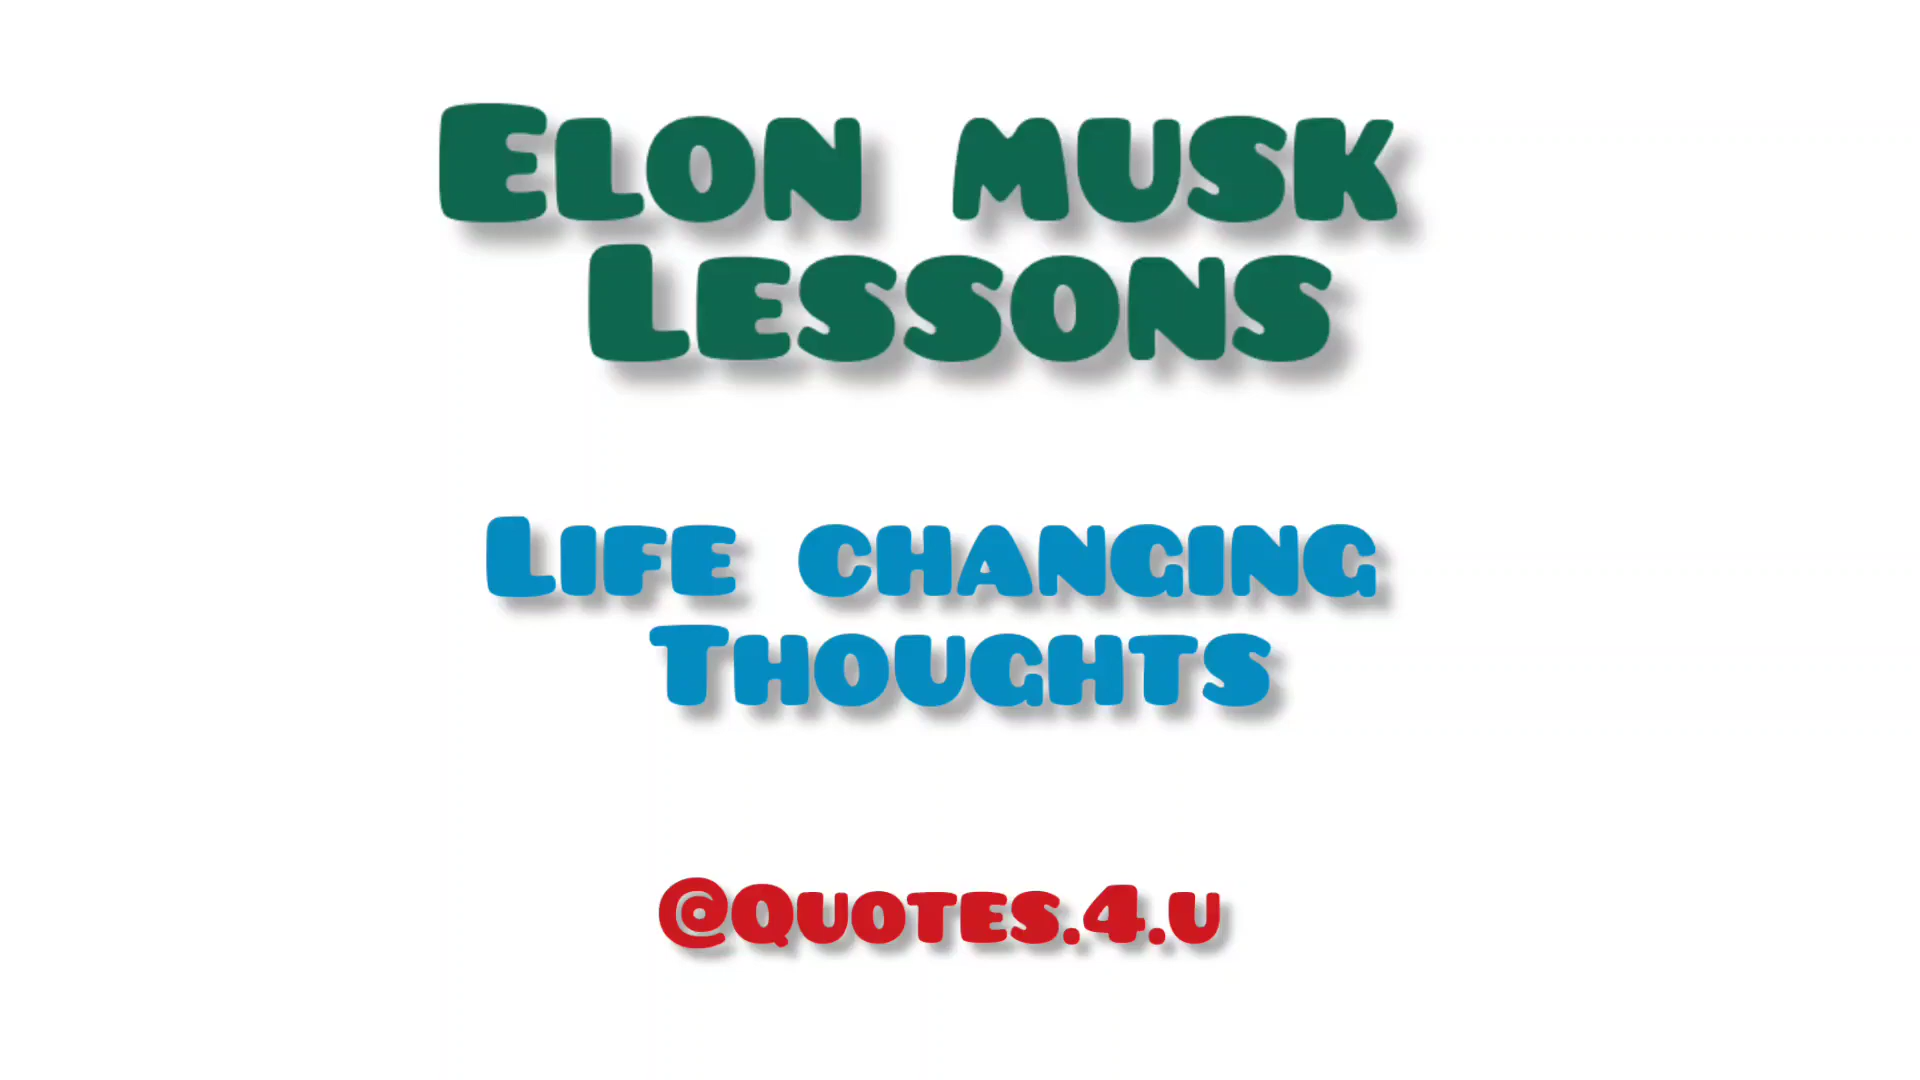 Elon musk
Lessons
Life changing
Thoughts
@Quotes.4.u